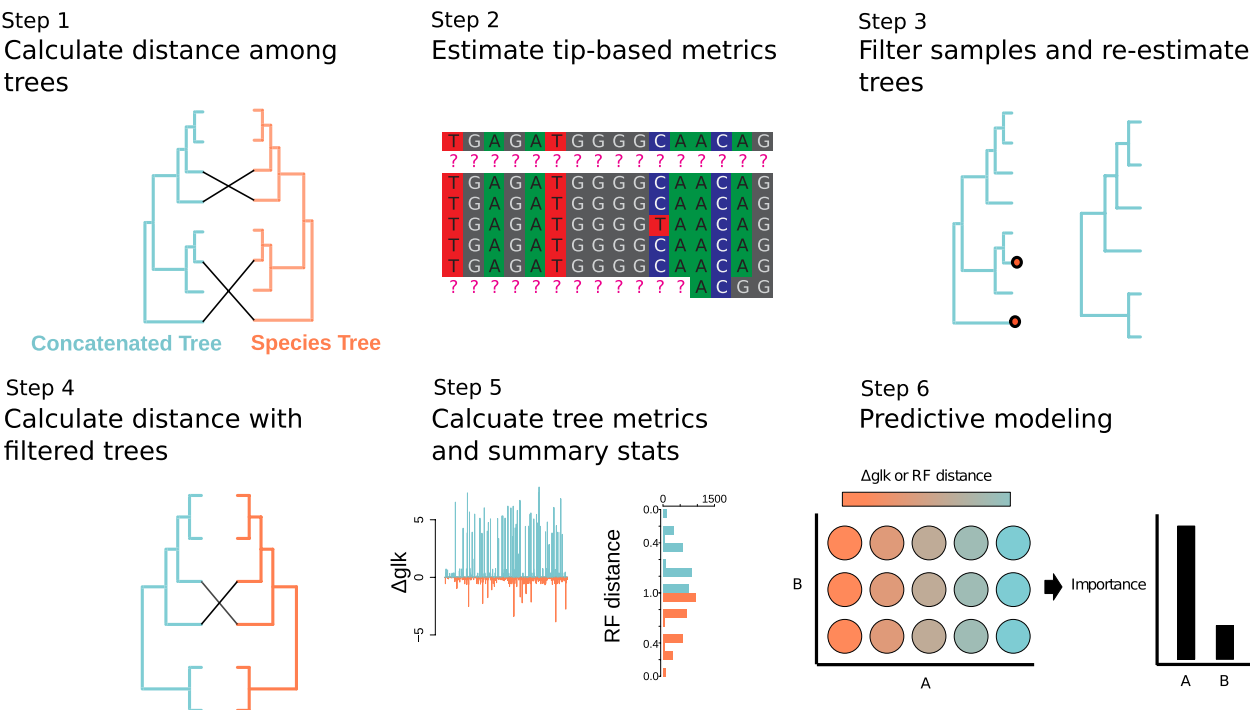 Step 1
Calculate distance among
trees
Concatenated Tree
Species Tree
Step 2
Estimate tip-based metrics
TGAGATGGGGCAACAG
????????????????
TGAGATGGGGCAACAG
TGAGATGGGGCAACAG
TGAGATGGGGTAACAG
TGAGATGGGGCAACAG
TGAGATGGGGCAACAG
????????????ACGG
Step 3
Filter samples and re-estimate
trees
Step 4
Calculate distance with
filtered trees
Step 5
Calcuate tree metrics
and summary stats
Δglk
5
0
−5
RF distance
0 1500
0.0
0.4
1.0
0.4
0.0
Step 6
Predictive modeling
Δglk or RF distance
B
A
Importance
A B